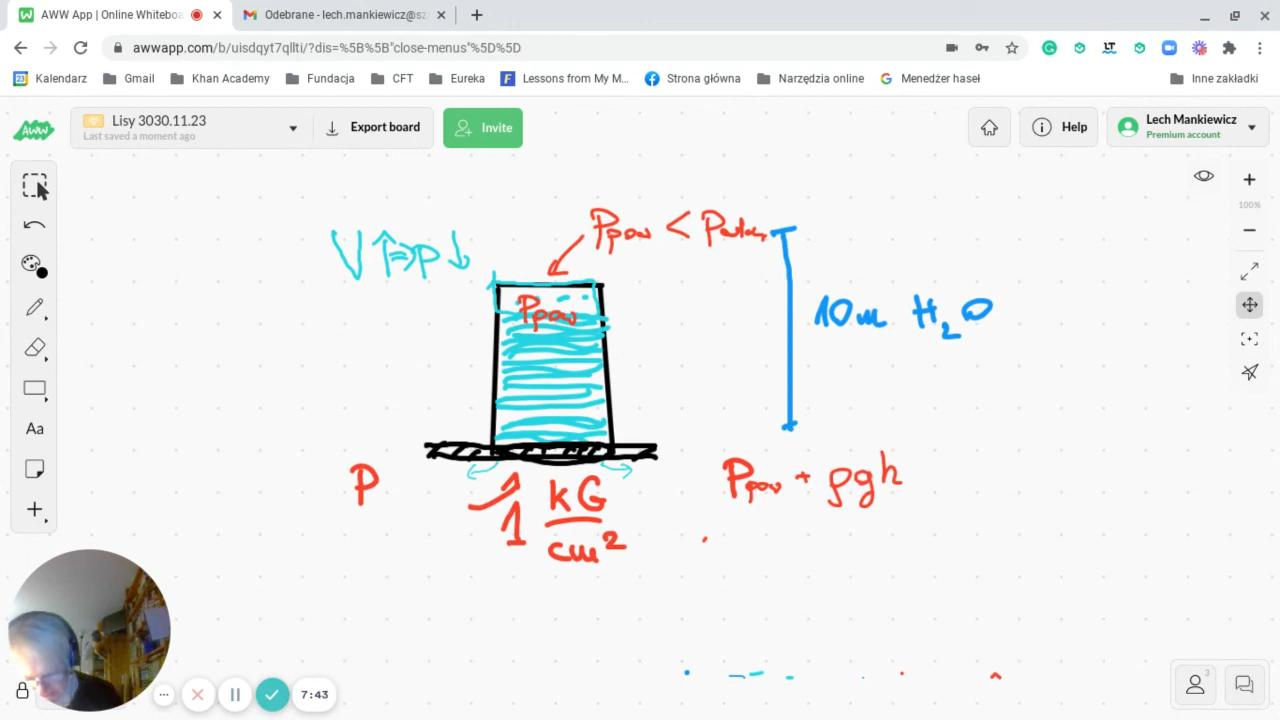 AWW App | Online Whiteboa
Odebrane - lech.mankiewicz@sz
awwapp.com/b/uisdqyt7qllti/?dis=%5B%5B"close-menus"%5D%5D
Kalendarz
Gmail
Khan Academy
Fundacja
CFT
Eureka
Lessons from My M...
Strona główna
Narzędzia online
Menedżer haseł
Inne zakładki
AWW
Lisy 3030.11.23
Last saved a moment ago
Export board
Invite
Help
Lech Mankiewicz
Premium account
100%
Aa
V ↑ ⇒ p ↓
Ppow < Patm
Ppow
10m H₂O
P
1 kG
cm²
Ppow + ρgh
7:43
3